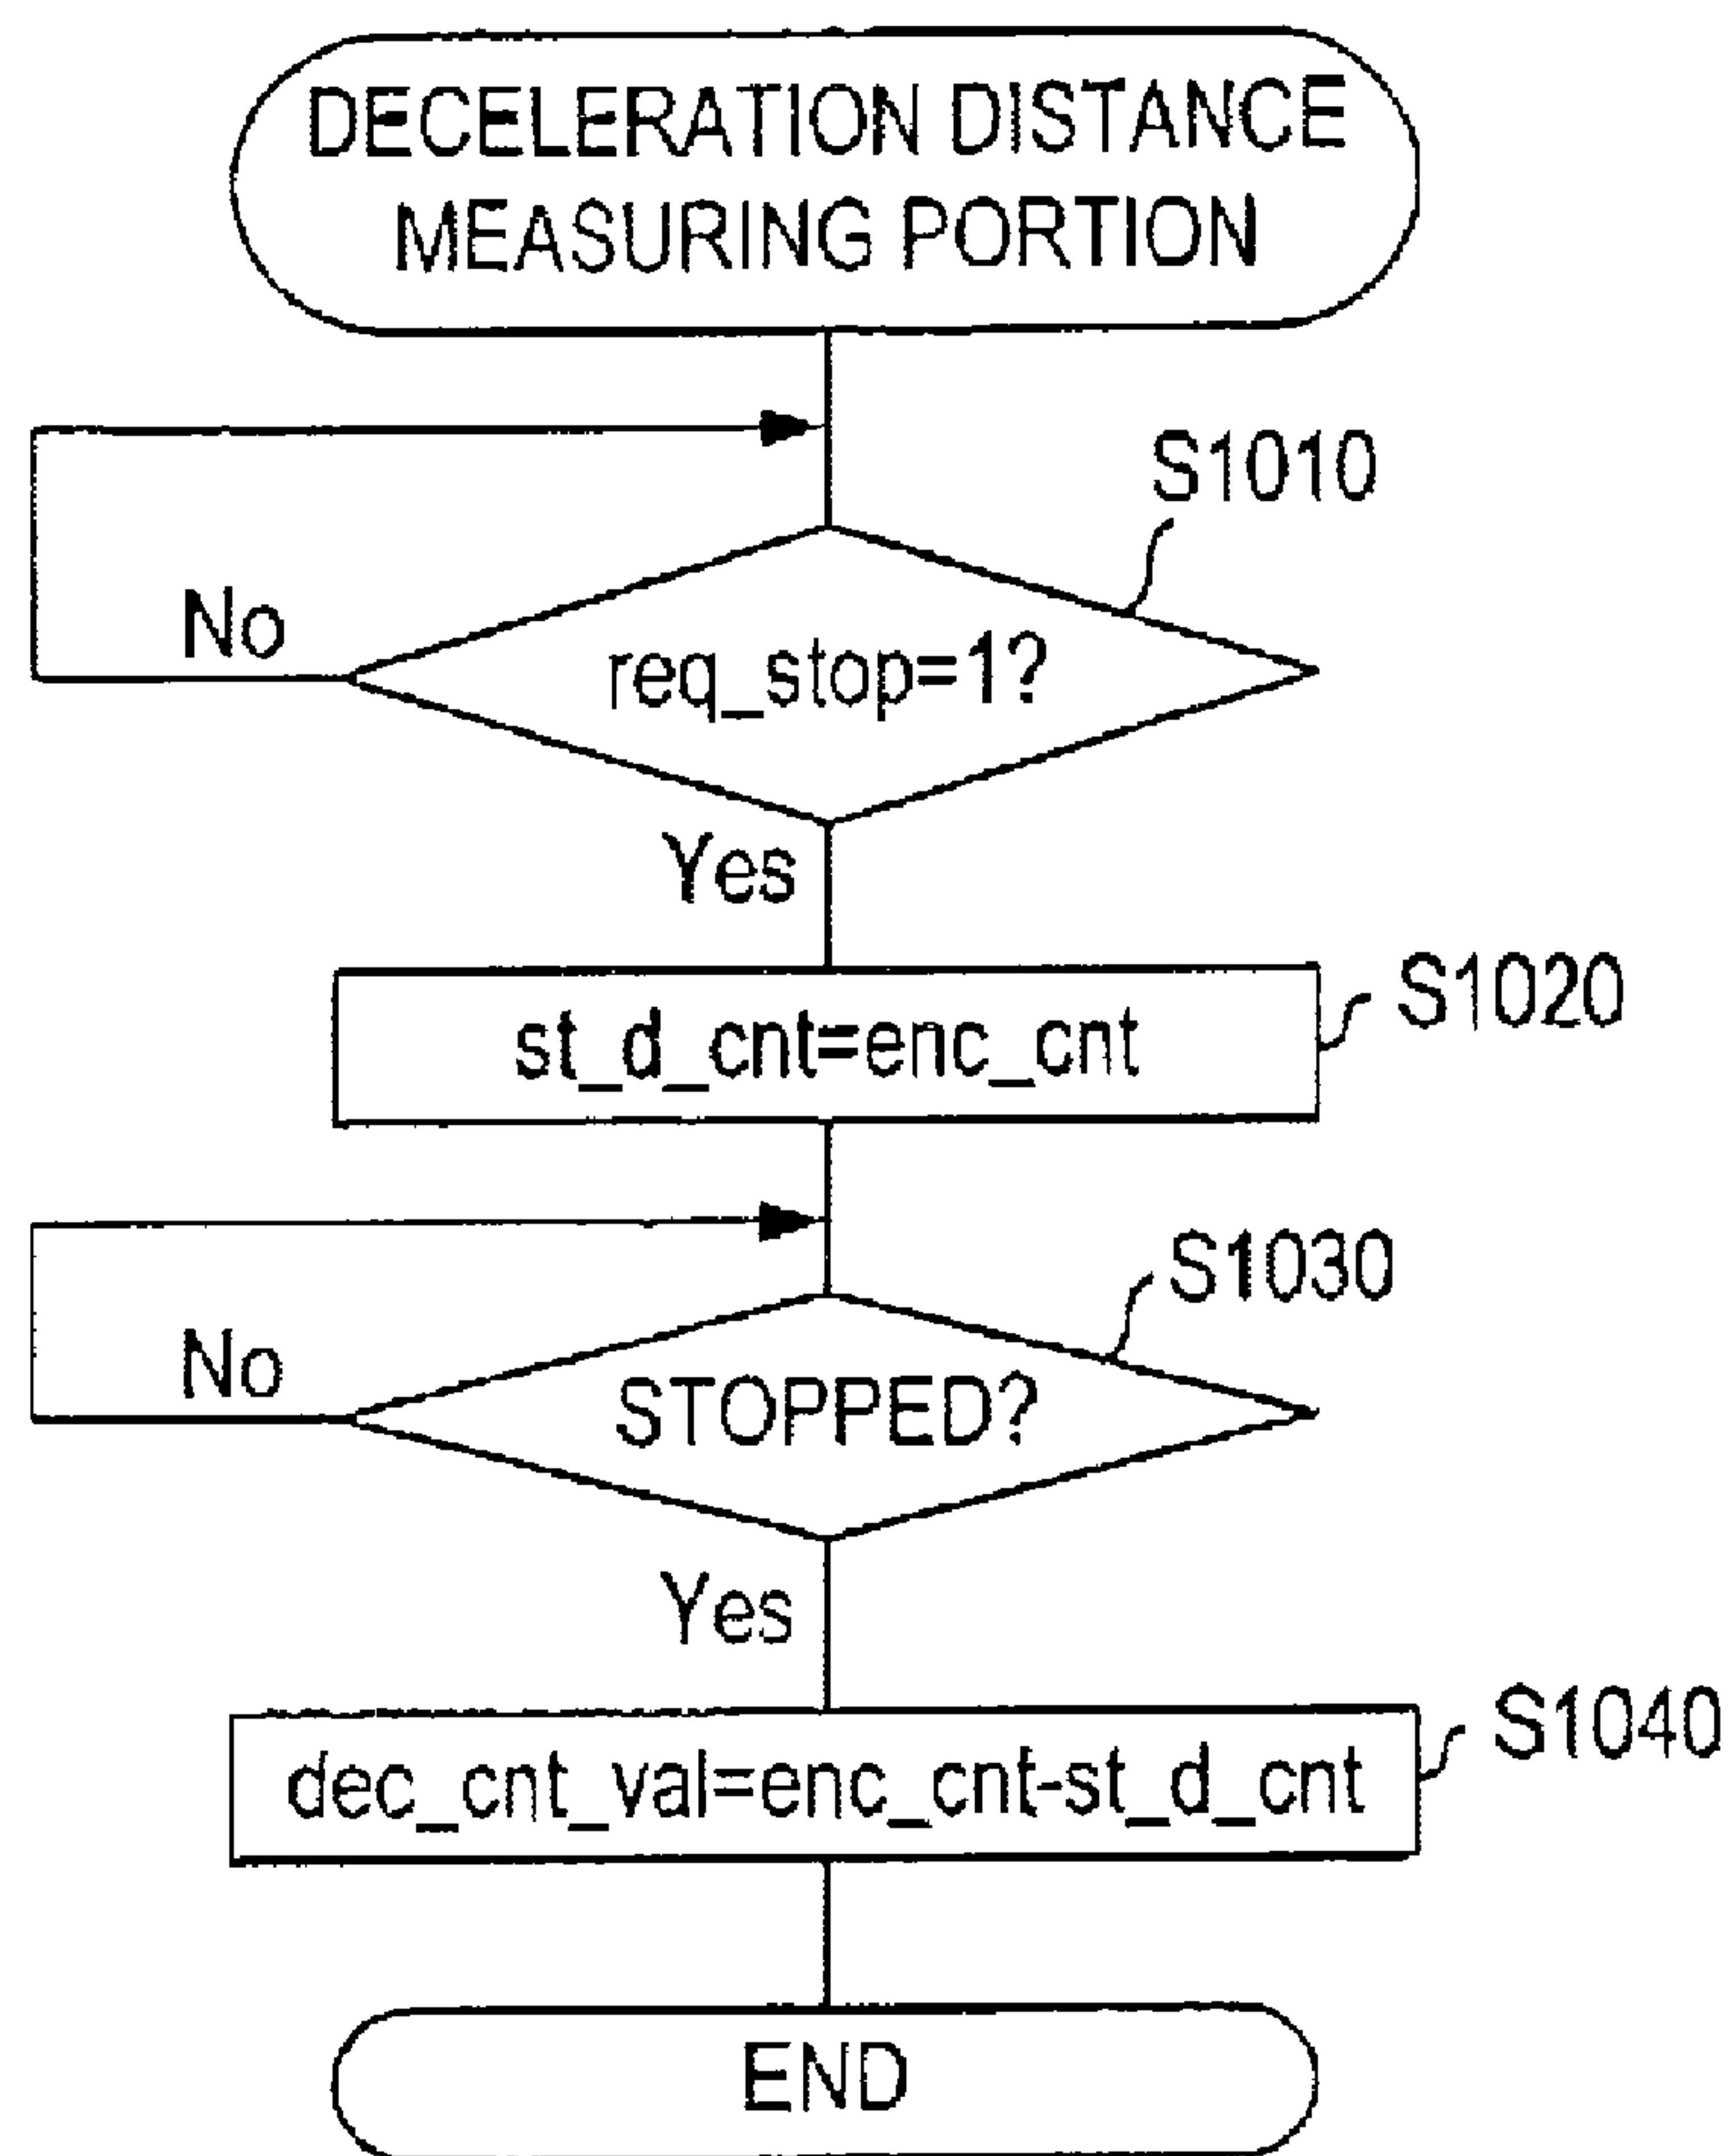 DECELERATION DISTANCE
MEASURING PORTION
S1010
No
req_stop=1?
Yes
S1020
st_d_cnt=enc_cnt
S1030
No
STOPPED?
Yes
S1040
dec_cnt_val=enc_cnt-st_d_cnt
END